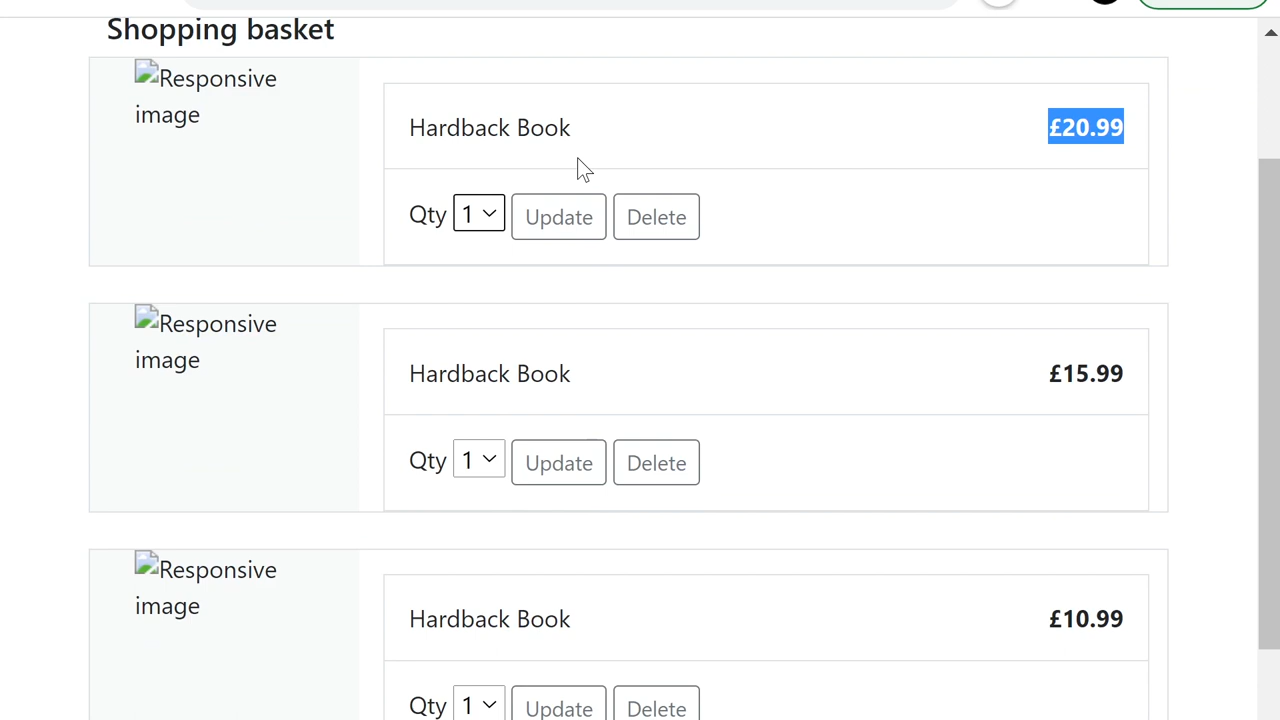 Shopping basket
Responsive
image
Hardback Book £20.99
Qty 1 Update Delete
Responsive
image
Hardback Book £15.99
Qty 1 Update Delete
Responsive
image
Hardback Book £10.99
Qty 1 Update Delete